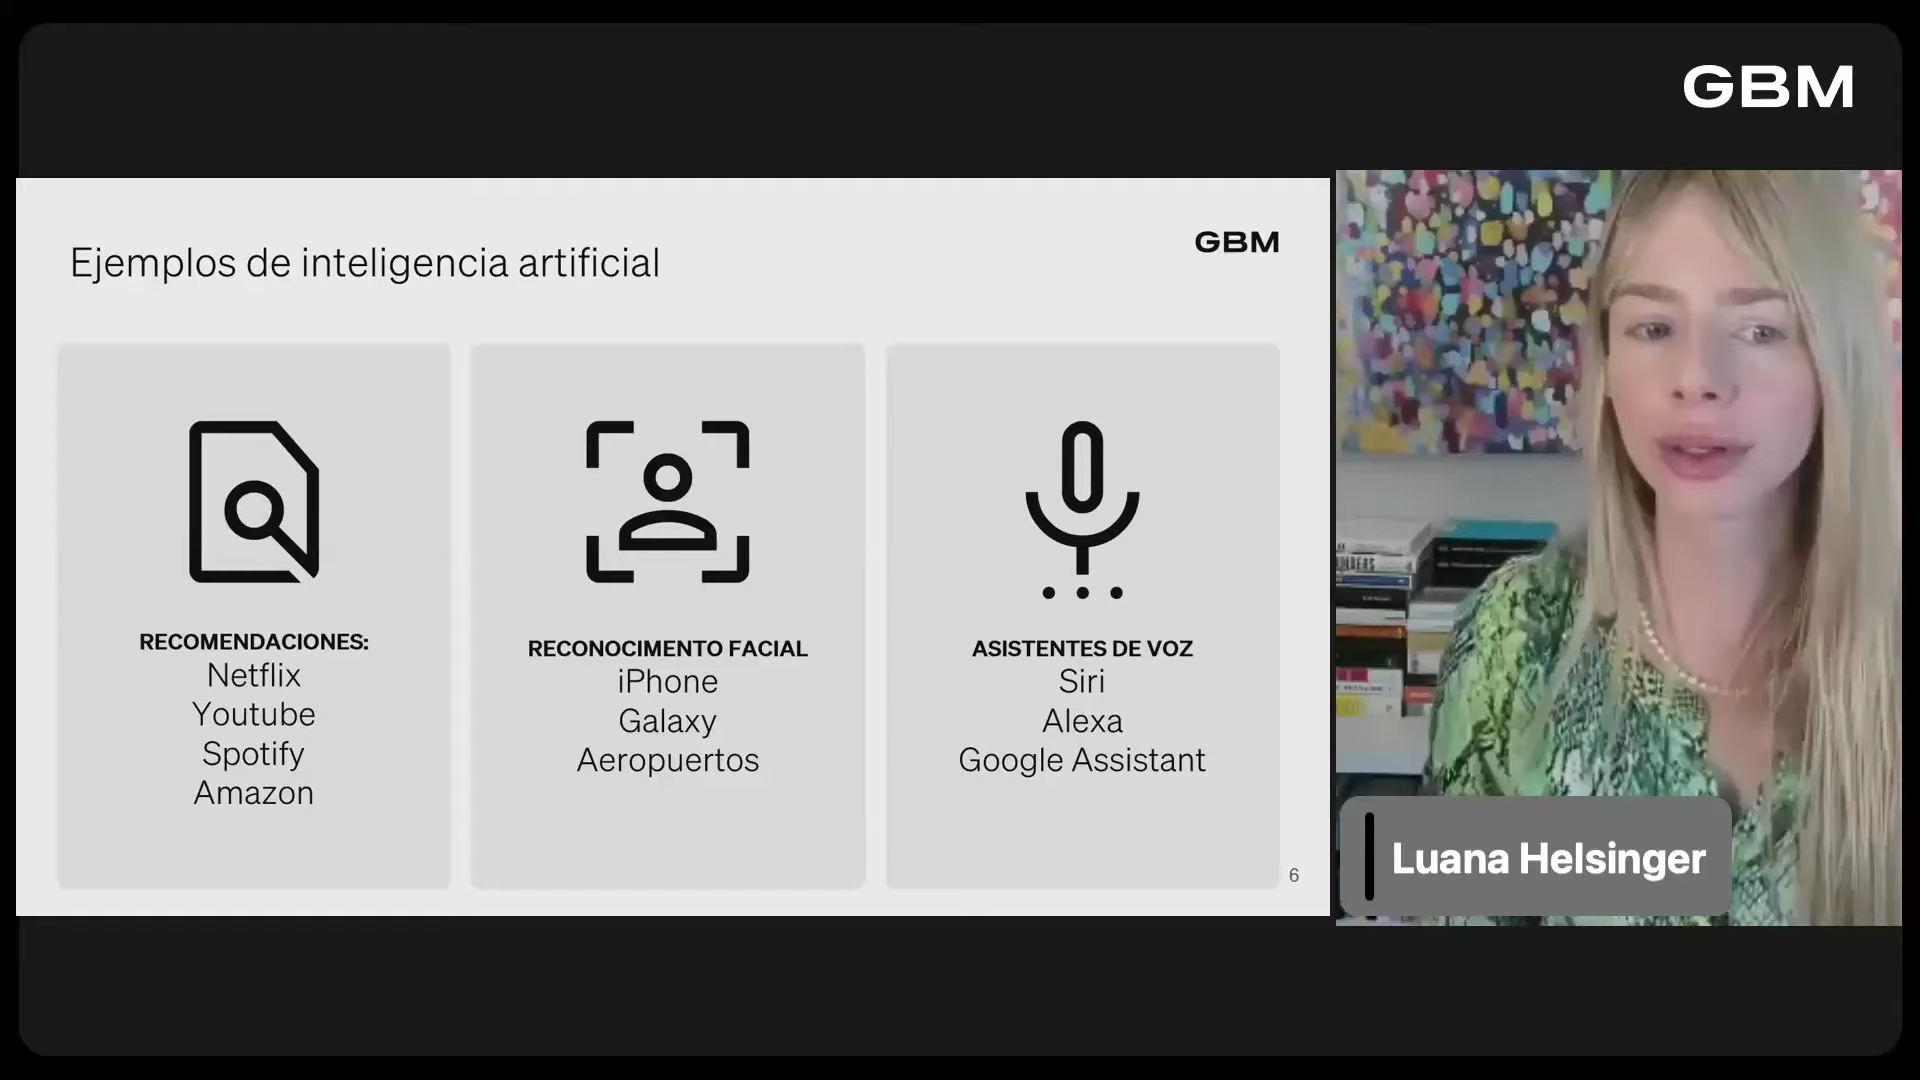 GBM
Ejemplos de inteligencia artificial
GBM
RECOMENDACIONES:
Netflix
Youtube
Spotify
Amazon
RECONOCIMENTO FACIAL
iPhone
Galaxy
Aeropuertos
ASISTENTES DE VOZ
Siri
Alexa
Google Assistant
6
Luana Helsinger